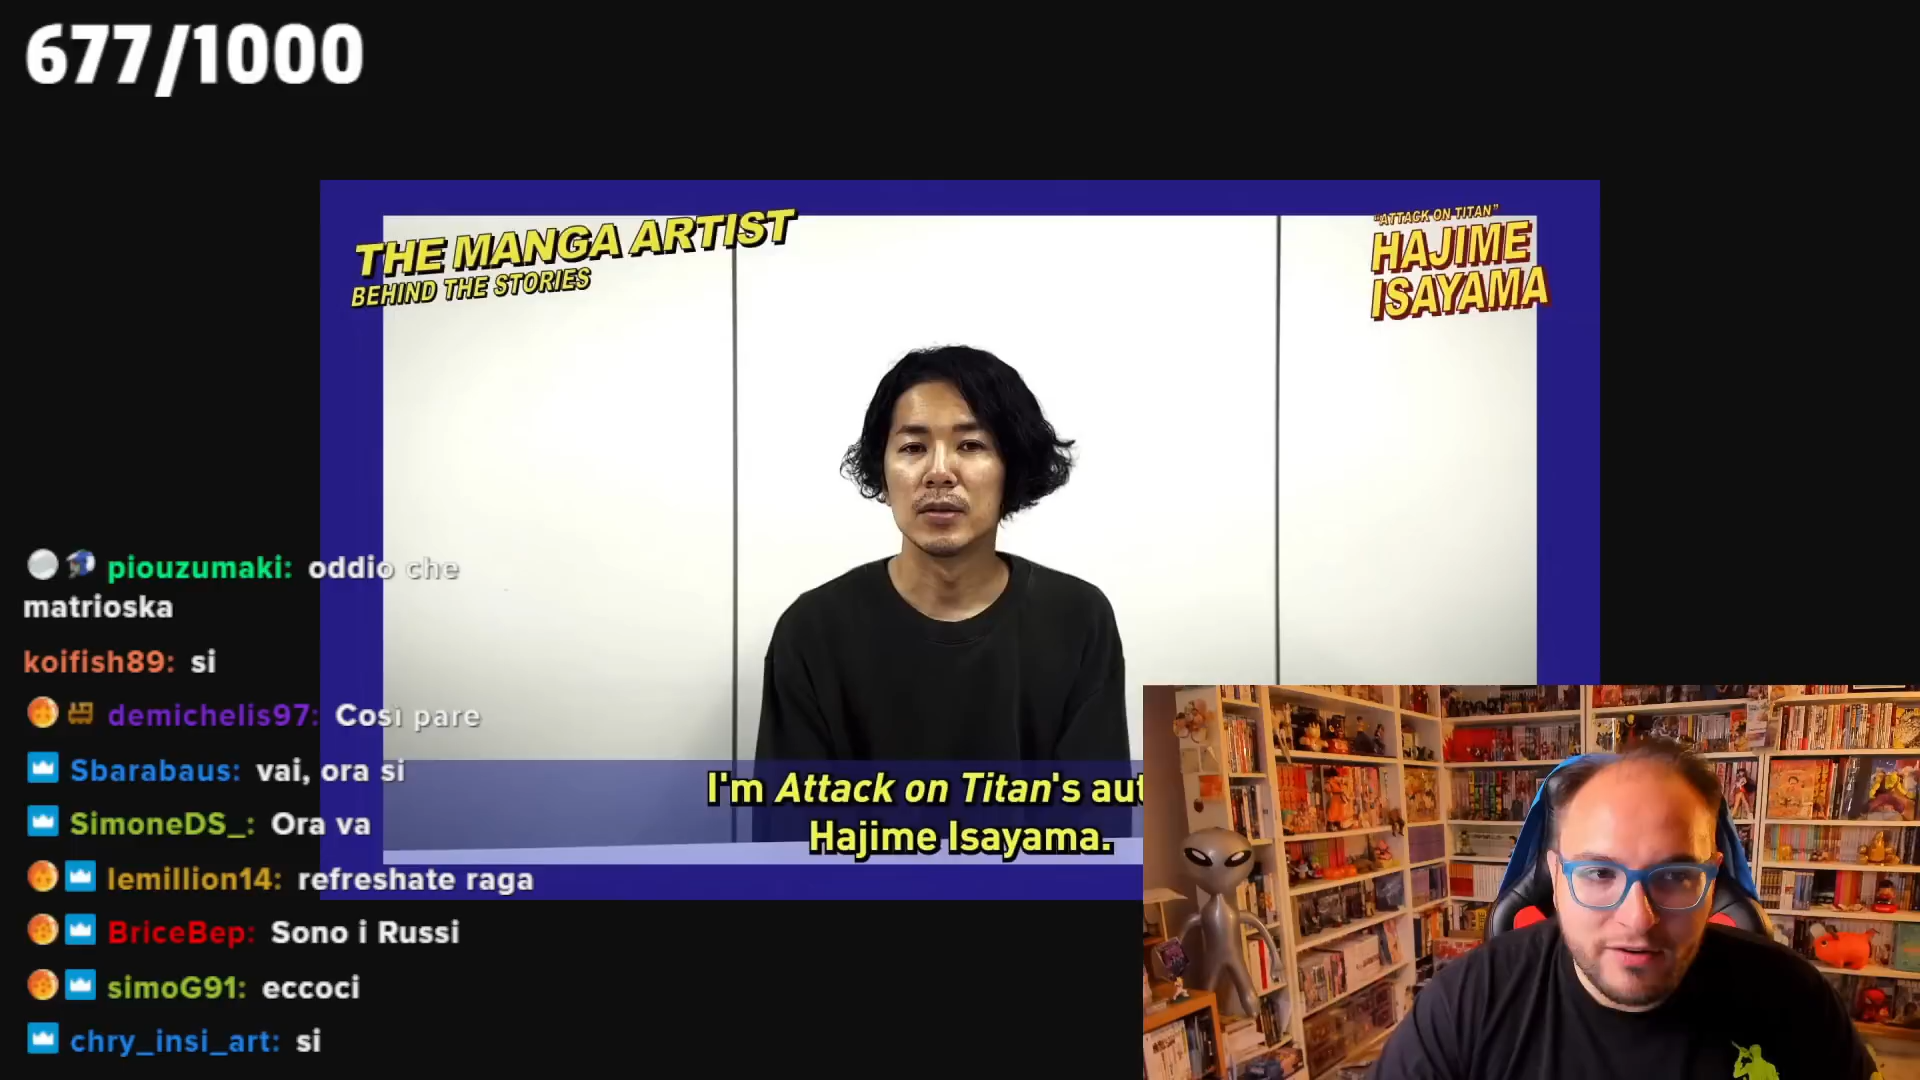 677/1000
THE MANGA ARTIST
BEHIND THE STORIES
"ATTACK ON TITAN"
HAJIME
ISAYAMA
I'm Attack on Titan's aut
Hajime Isayama.
piouzumaki: oddio che
matrioska
koifish89: si
demichelis97: Così pare
Sbarabaus: vai, ora si
SimoneDS_: Ora va
lemillion14: refreshate raga
BriceBep: Sono i Russi
simoG91: eccoci
chry_insi_art: si